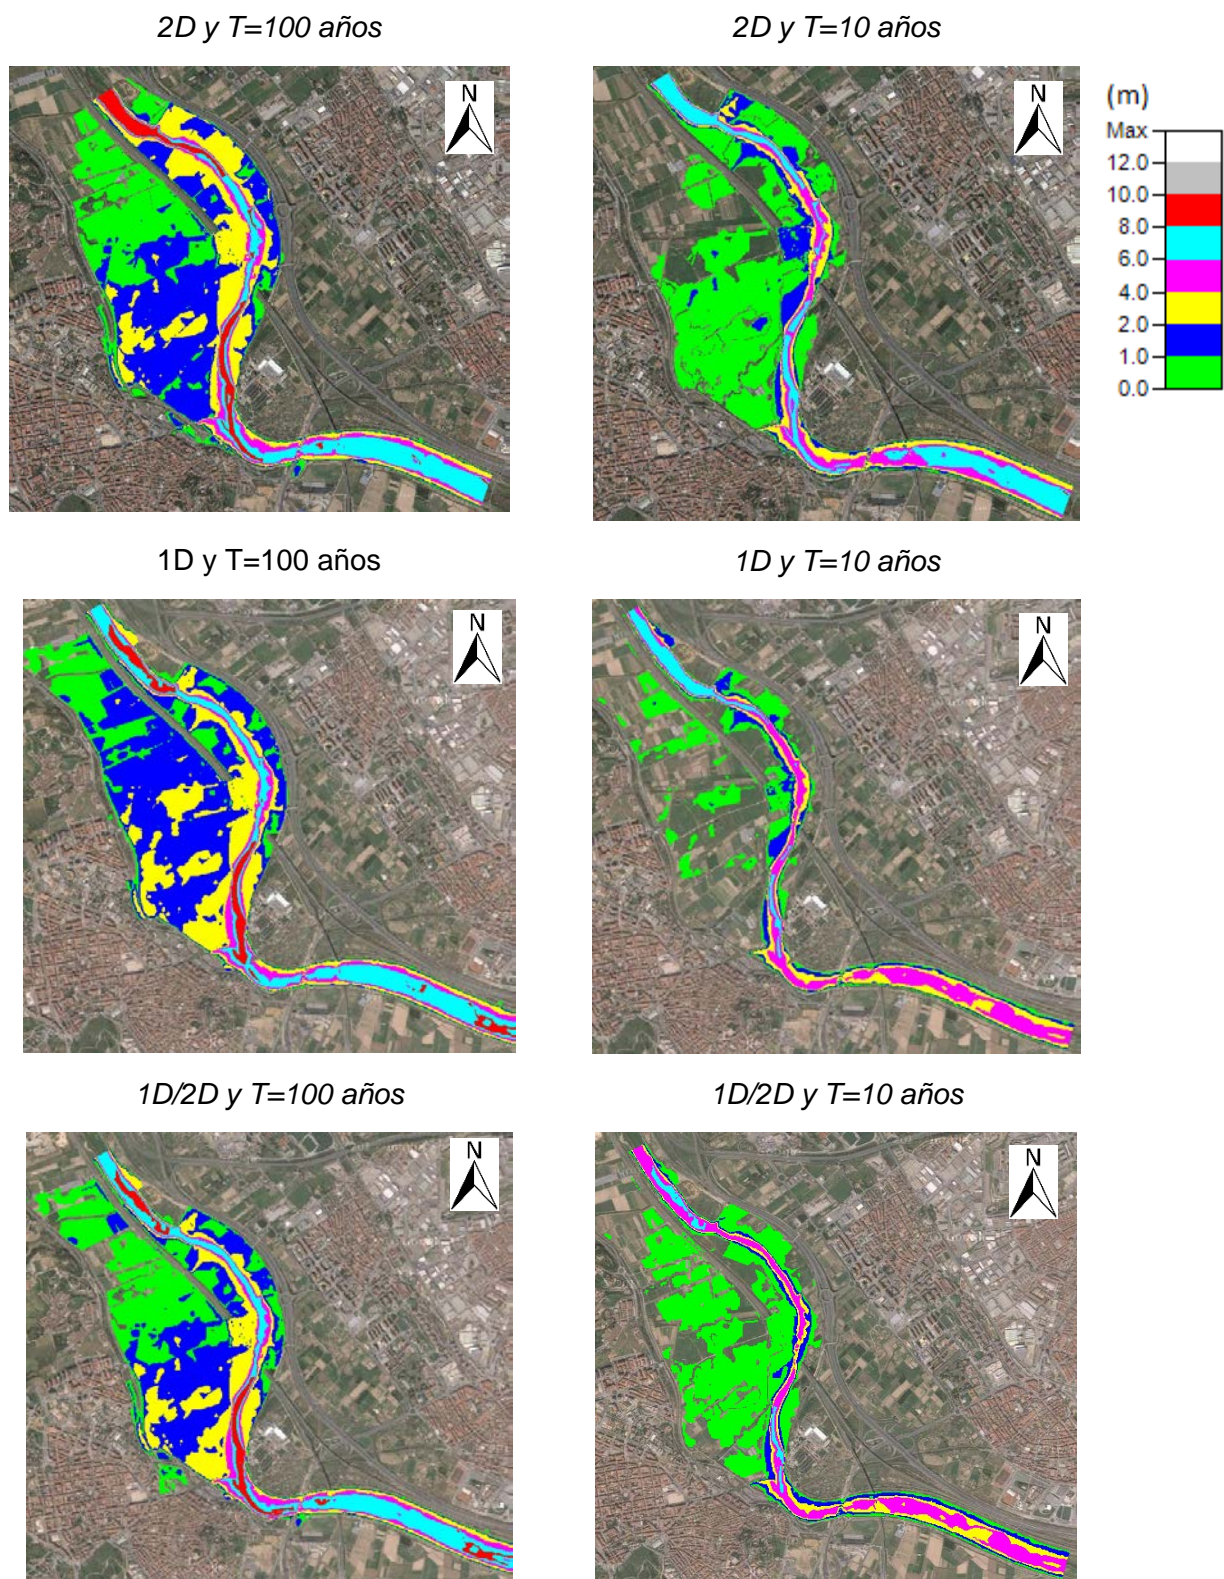 2D y T=100 años
2D y T=10 años
N
N
(m)
Max
12.0
10.0
8.0
6.0
4.0
2.0
1.0
0.0
1D y T=100 años
1D y T=10 años
N
N
1D/2D y T=100 años
1D/2D y T=10 años
N
N